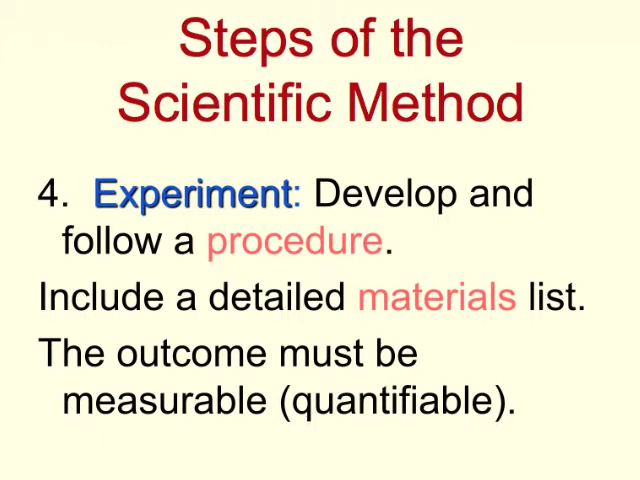 Steps of the
Scientific Method
4. Experiment: Develop and
follow a procedure.
Include a detailed materials list.
The outcome must be
measurable (quantifiable).